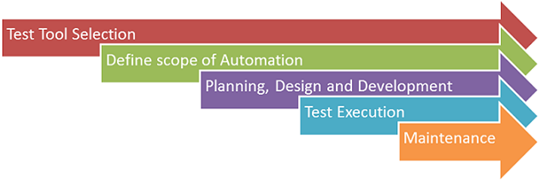 Test Tool Selection
Define scope of Automation
Planning, Design and Development
Test Execution
Maintenance